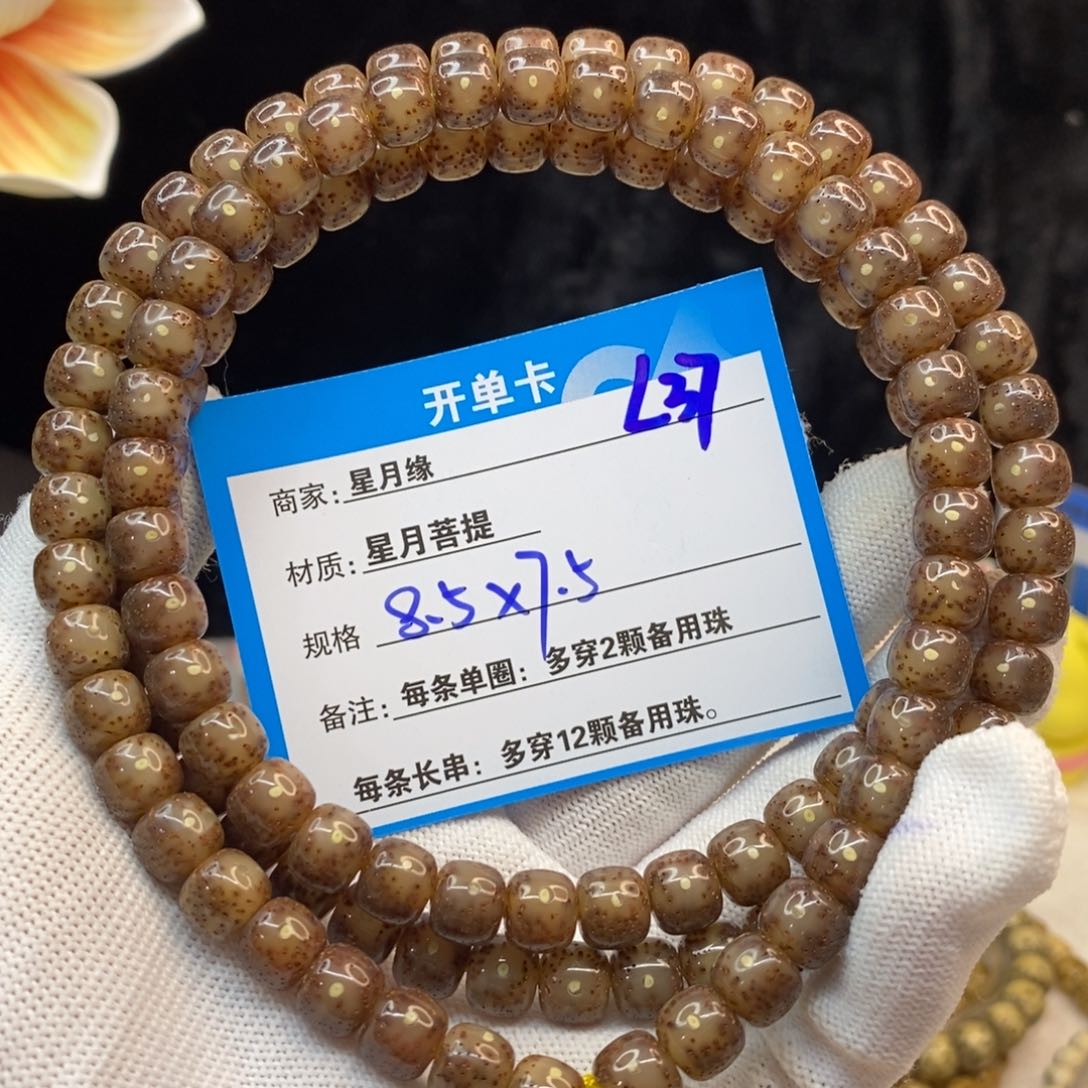 开单卡
L37
商家：星月缘
材质：星月菩提
规格 8.5×7.5
备注：每条单圈：多穿2颗备用珠
每条长串：多穿12颗备用珠。